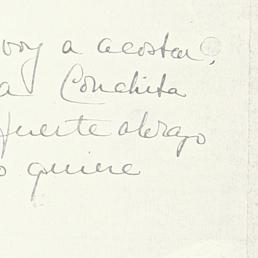 voy a acostar,
a Conchita
fuerte abrazo
o quiere